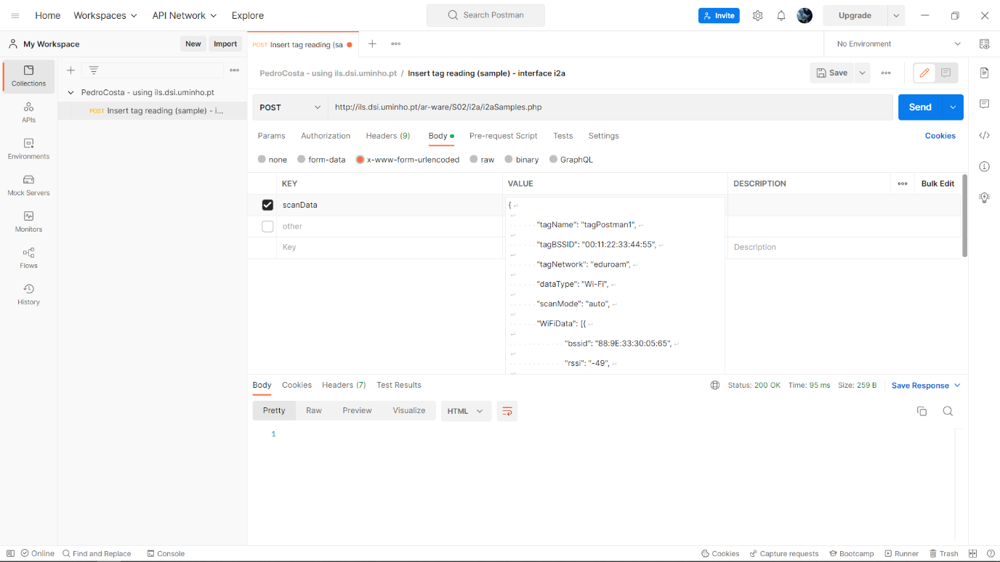 Home Workspaces API Network Explore Search Postman Invite Upgrade
My Workspace New Import POST Insert tag reading (sa No Environment
Collections
APIs
Environments
Mock Servers
Monitors
Flows
History
PedroCosta - using ils.dsi.uminho.pt
POST Insert tag reading (sample) - i...
PedroCosta - using ils.dsi.uminho.pt / Insert tag reading (sample) - interface i2a Save
POST http://ils.dsi.uminho.pt/ar-ware/S02/i2a/i2aSamples.php Send
Params Authorization Headers (9) Body Pre-request Script Tests Settings Cookies
none form-data x-www-form-urlencoded raw binary GraphQL
KEY VALUE DESCRIPTION Bulk Edit
scanData
other
Key Description
{
"tagName": "tagPostman1",
"tagBSSID": "00:11:22:33:44:55",
"tagNetwork": "eduroam",
"dataType": "Wi-Fi",
"scanMode": "auto",
"WiFiData": [{
"bssid": "88:9E:33:30:05:65",
"rssi": "-49",
Body Cookies Headers (7) Test Results Status: 200 OK Time: 95 ms Size: 259 B Save Response
Pretty Raw Preview Visualize HTML
1
Online Find and Replace Console Cookies Capture requests Bootcamp Runner Trash